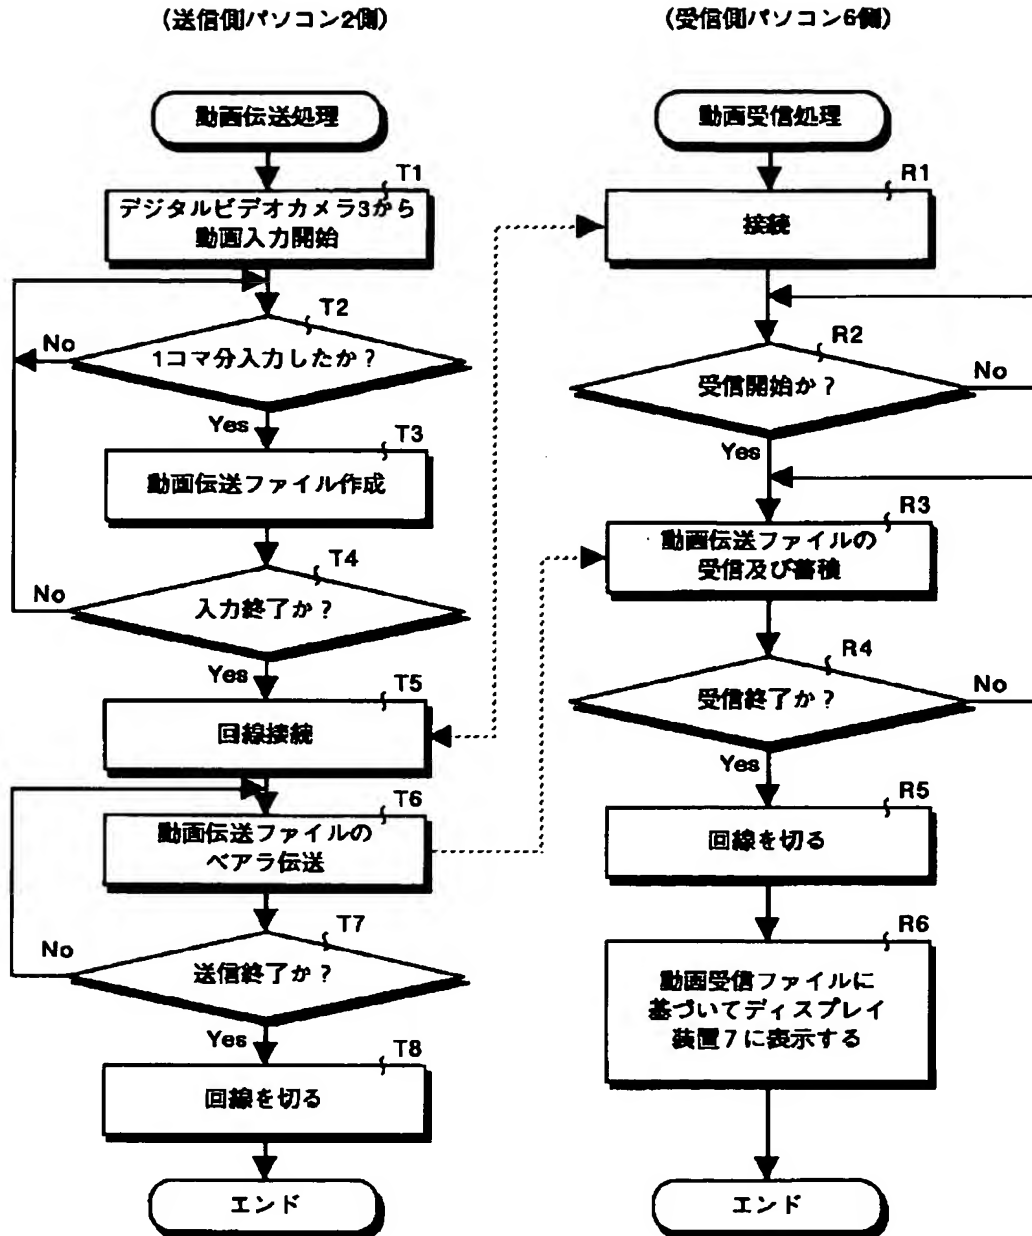 (送信側パソコン2側)
動画伝送処理
T1
デジタルビデオカメラ3から
動画入力開始
T2
1コマ分入力したか?
No
Yes
T3
動画伝送ファイル作成
T4
入力終了か?
No
Yes
T5
回線接続
T6
動画伝送ファイルの
ベアラ伝送
T7
送信終了か?
No
Yes
T8
回線を切る
エンド
(受信側パソコン6側)
動画受信処理
R1
接続
R2
受信開始か?
No
Yes
R3
動画伝送ファイルの
受信及び蓄積
R4
受信終了か?
No
Yes
R5
回線を切る
R6
動画受信ファイルに
基づいてディスプレイ
装置7に表示する
エンド